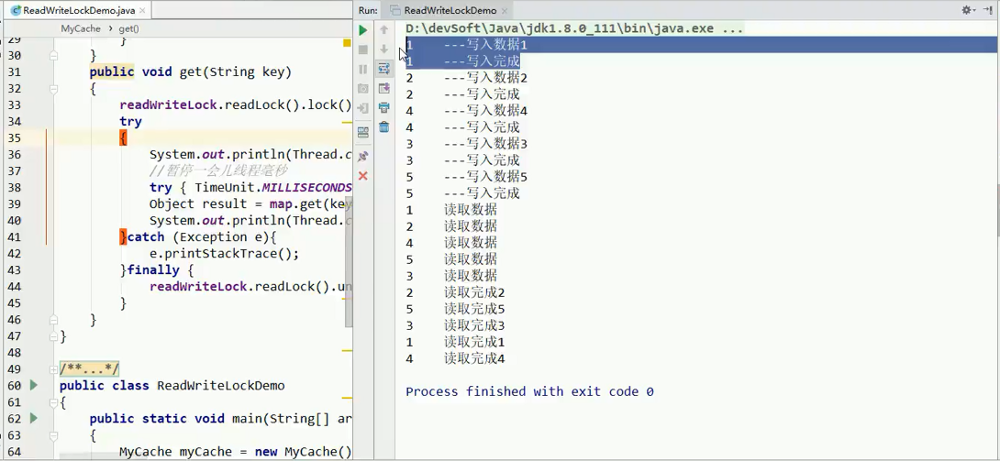 ReadWriteLockDemo.java
MyCache
get()
29 }
30 }
31 public void get(String key)
32 {
33 readWriteLock.readLock().lock()
34 try
35 {
36 System.out.println(Thread.c
37 //暂停一会儿线程毫秒
38 try { TimeUnit.MILLISECONDS
39 Object result = map.get(key
40 System.out.println(Thread.c
41 }catch (Exception e){
42 e.printStackTrace();
43 }finally {
44 readWriteLock.readLock().un
45 }
46 }
47 }
48
49 /**...*/
60 public class ReadWriteLockDemo
61 {
62 public static void main(String[] ar
63 {
64 MyCache myCache = new MyCache()
Run: ReadWriteLockDemo
D:\devSoft\Java\jdk1.8.0_111\bin\java.exe ...
1 ---写入数据1
1 ---写入完成
2 ---写入数据2
2 ---写入完成
4 ---写入数据4
4 ---写入完成
3 ---写入数据3
3 ---写入完成
5 ---写入数据5
5 ---写入完成
1 读取数据
2 读取数据
4 读取数据
5 读取数据
3 读取数据
2 读取完成2
5 读取完成5
3 读取完成3
1 读取完成1
4 读取完成4
Process finished with exit code 0